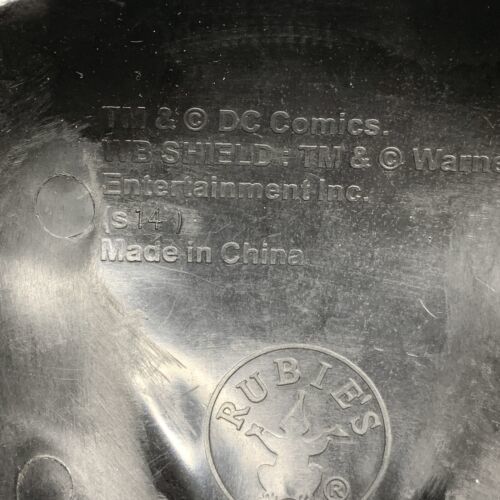 TM & © DC Comics.
WB SHIELD: TM & © Warne
Entertainment Inc.
(s14)
Made in China
RUBIE'S
®